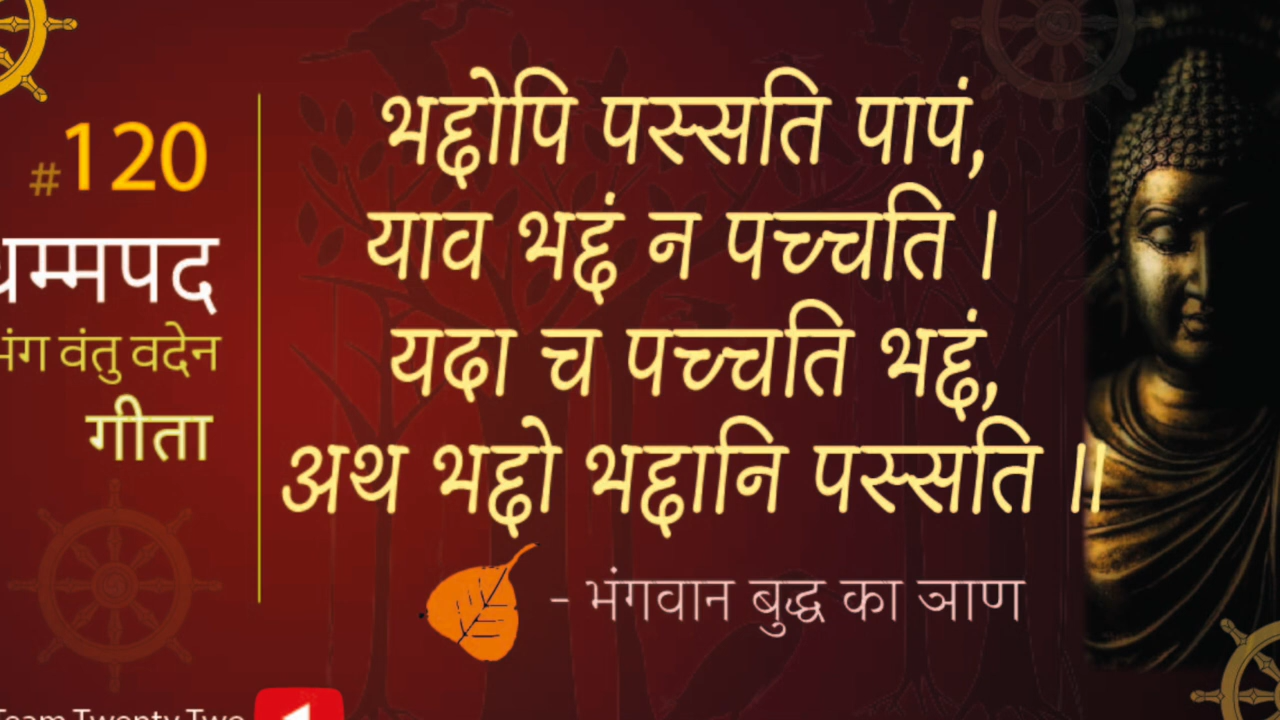 #120
धम्मपद
भंग वंतु वदेन
गीता
भद्दोपि पस्सति पापं,
याव भद्दं न पच्चति ।
यदा च पच्चति भद्दं,
अथ भद्दो भद्दानि पस्सति ॥
- भंगवान बुद्ध का ञाण
Team Twenty Two